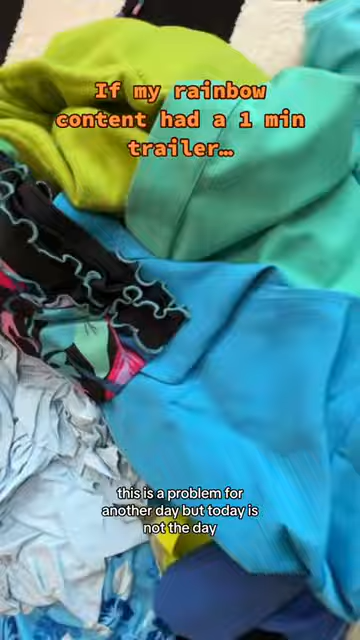 If my rainbow
content had a 1 min
trailer…
this is a problem for
another day but today is
not the day